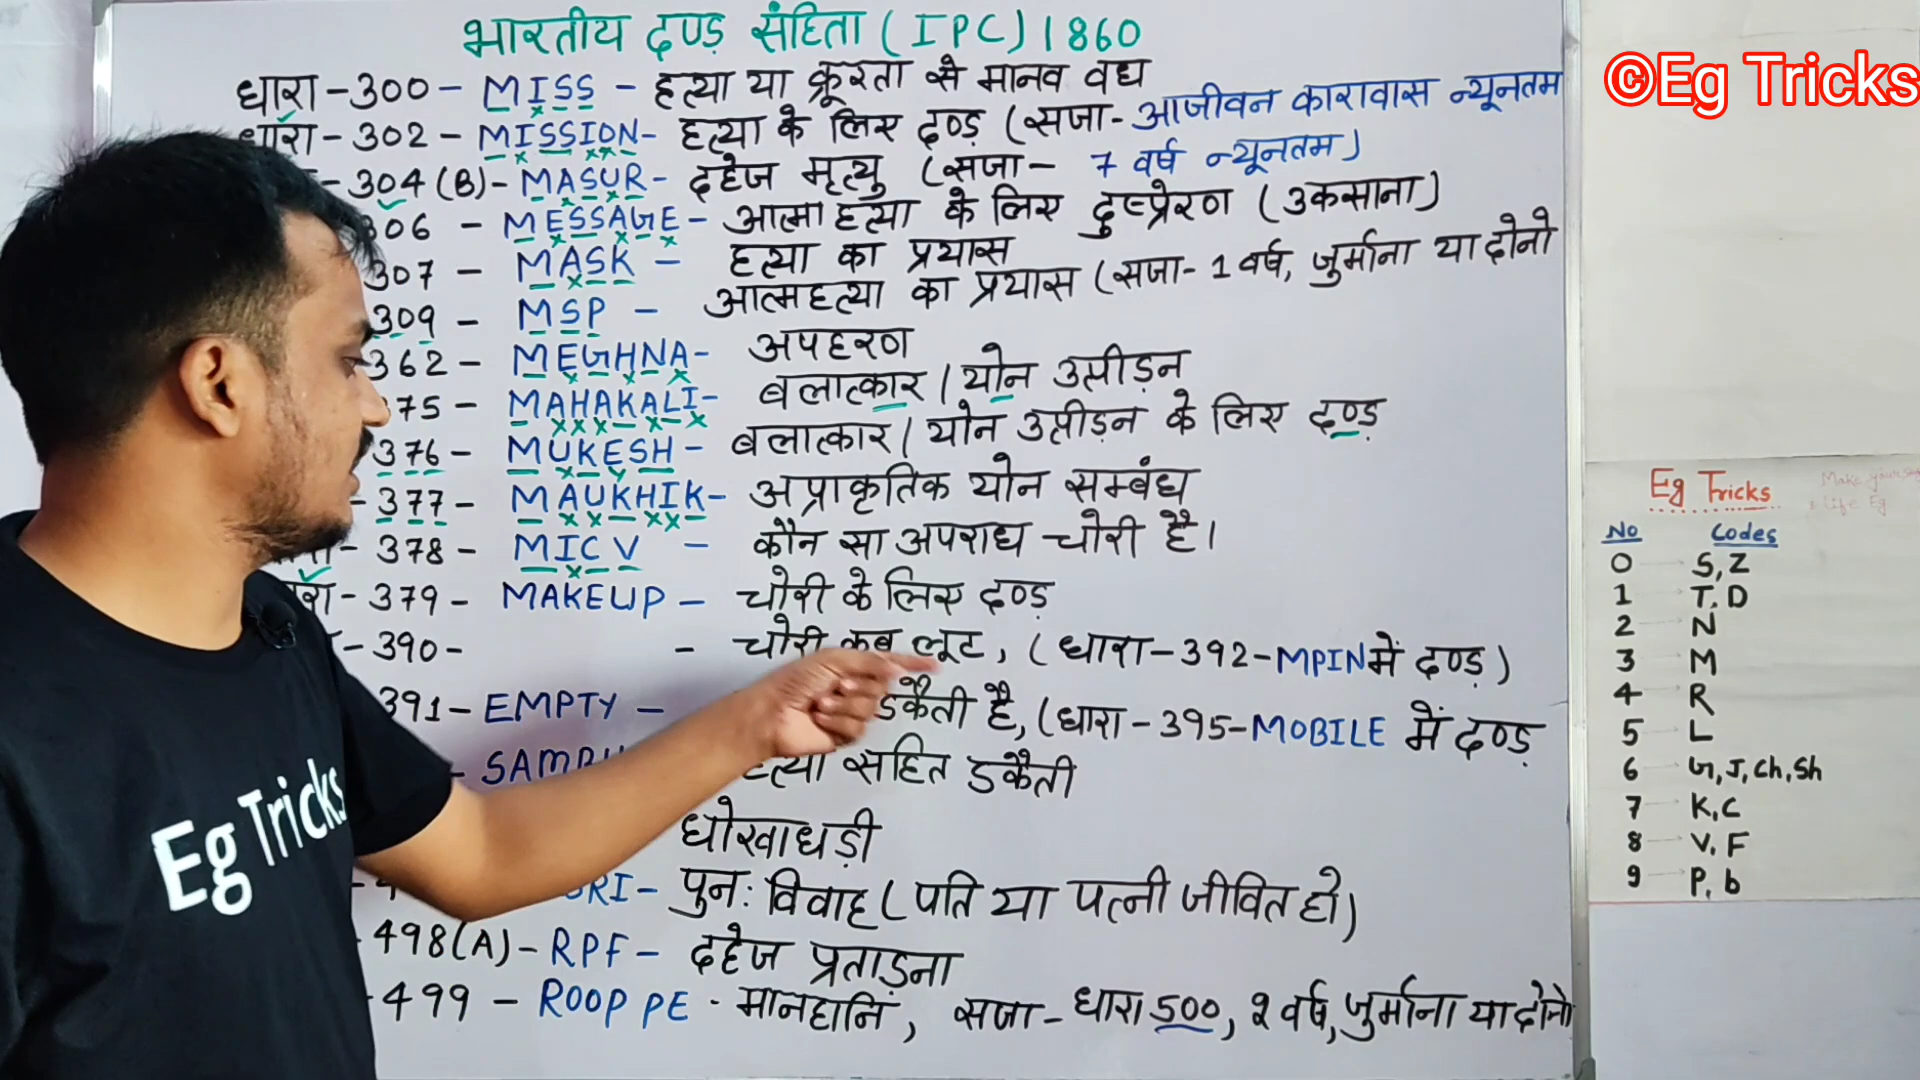 भारतीय दण्ड़ संहिता (IPC) 1860
धारा-300- MISS - हत्या या क्रूरता से मानव वध
धारा-302-MISSION- हत्या के लिए दण्ड़ (सजा- आजीवन कारावास न्यूनतम
-304(B)-MASUR- दहेज मृत्यु (सजा- 7 वर्ष न्यूनतम)
306 - MESSAGE- आत्महत्या के लिए दुष्प्रेरण (उकसाना)
307 - MASK - हत्या का प्रयास
309 - MSP - आत्महत्या का प्रयास (सजा- 1 वर्ष, जुर्माना या दोनो
362- MEGHNA- अपहरण
375- MAHAKALI- बलात्कार / योन उत्पीड़न
376- MUKESH- बलात्कार / योन उत्पीड़न के लिए दण्ड़
-377- MAUKHIK- अप्राकृतिक योन सम्बंध
-378- MICV - कौन सा अपराध चोरी है।
धारा-379- MAKEUP - चोरी के लिए दण्ड़
-390- - चोरी कब लूट, (धारा-392-MPIN में दण्ड़)
391- EMPTY - डकैती है, (धारा-395-MOBILE में दण्ड़
- हत्या सहित डकैती
धोखाधड़ी
पुन: विवाह (पति या पत्नी जीवित हो)
-498(A)-RPF- दहेज प्रताड़ना
-499 - ROOP PE - मानहानि, सजा- धारा 500, 2 वर्ष, जुर्माना या दोनो
©Eg Tricks
Eg Tricks
Make your
Life Eg
No Codes
0 S, Z
1 T, D
2 N
3 M
4 R
5 L
6 G, J, Ch, Sh
7 K, C
8 V, F
9 P, b
Eg Tricks